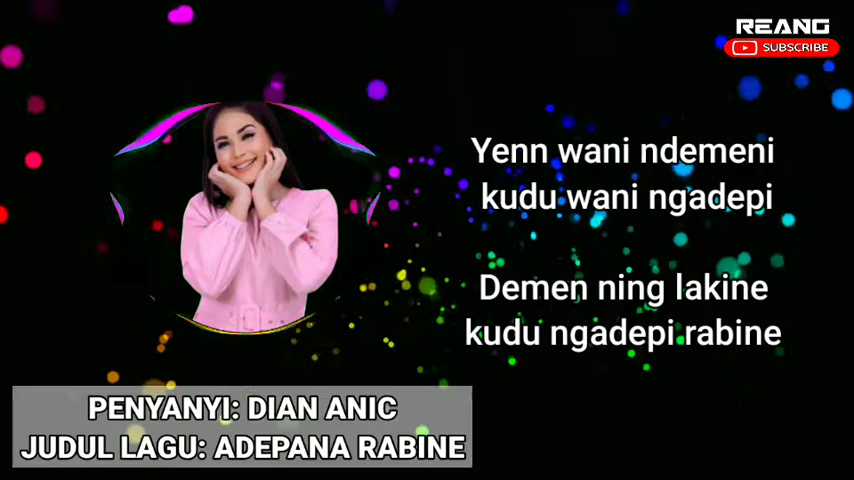 REANG
SUBSCRIBE
Yenn wani ndemeni
kudu wani ngadepi
Demen ning lakine
kudu ngadepi rabine
PENYANYI: DIAN ANIC
JUDUL LAGU: ADEPANA RABINE